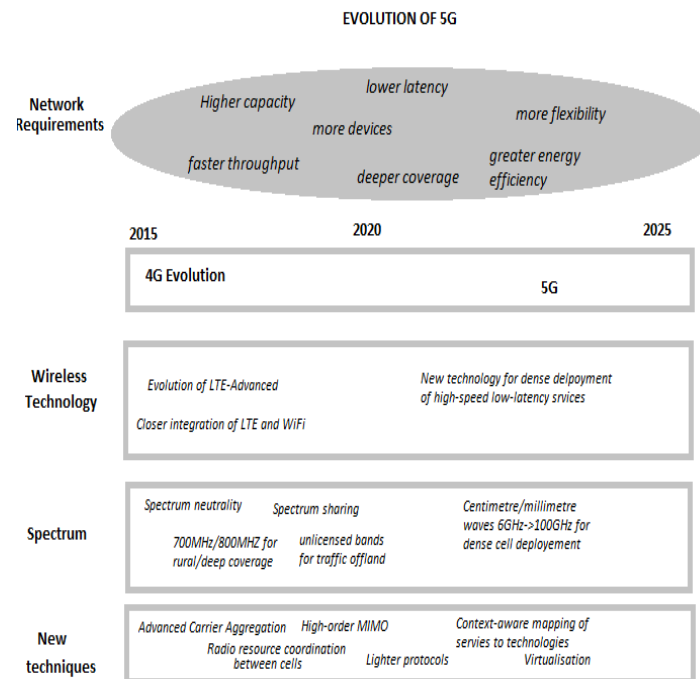 EVOLUTION OF 5G
Network
Requirements
Higher capacity
lower latency
more flexibility
more devices
faster throughput
deeper coverage
greater energy
efficiency
2015
2020
2025
4G Evolution
5G
Wireless
Technology
Evolution of LTE-Advanced
Closer integration of LTE and WiFi
New technology for dense delpoyment
of high-speed low-latency srvices
Spectrum
Spectrum neutrality
Spectrum sharing
700MHz/800MHZ for
rural/deep coverage
unlicensed bands
for traffic offland
Centimetre/millimetre
waves 6GHz->100GHz for
dense cell deployement
New
techniques
Advanced Carrier Aggregation
High-order MIMO
Radio resource coordination
between cells
Lighter protocols
Context-aware mapping of
servies to technologies
Virtualisation